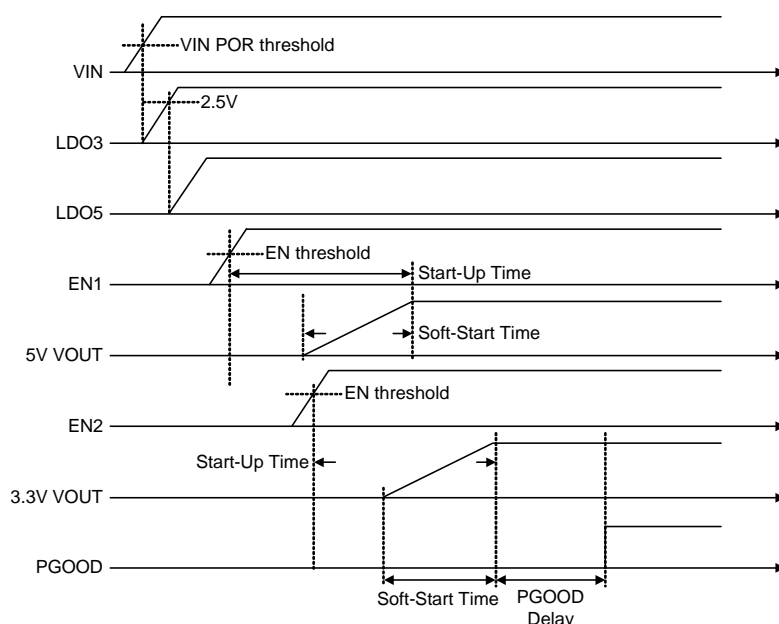 VIN POR threshold
VIN
2.5V
LDO3
LDO5
EN threshold
EN1
Start-Up Time
Soft-Start Time
5V VOUT
EN threshold
EN2
Start-Up Time
3.3V VOUT
PGOOD
Soft-Start Time
PGOOD
Delay